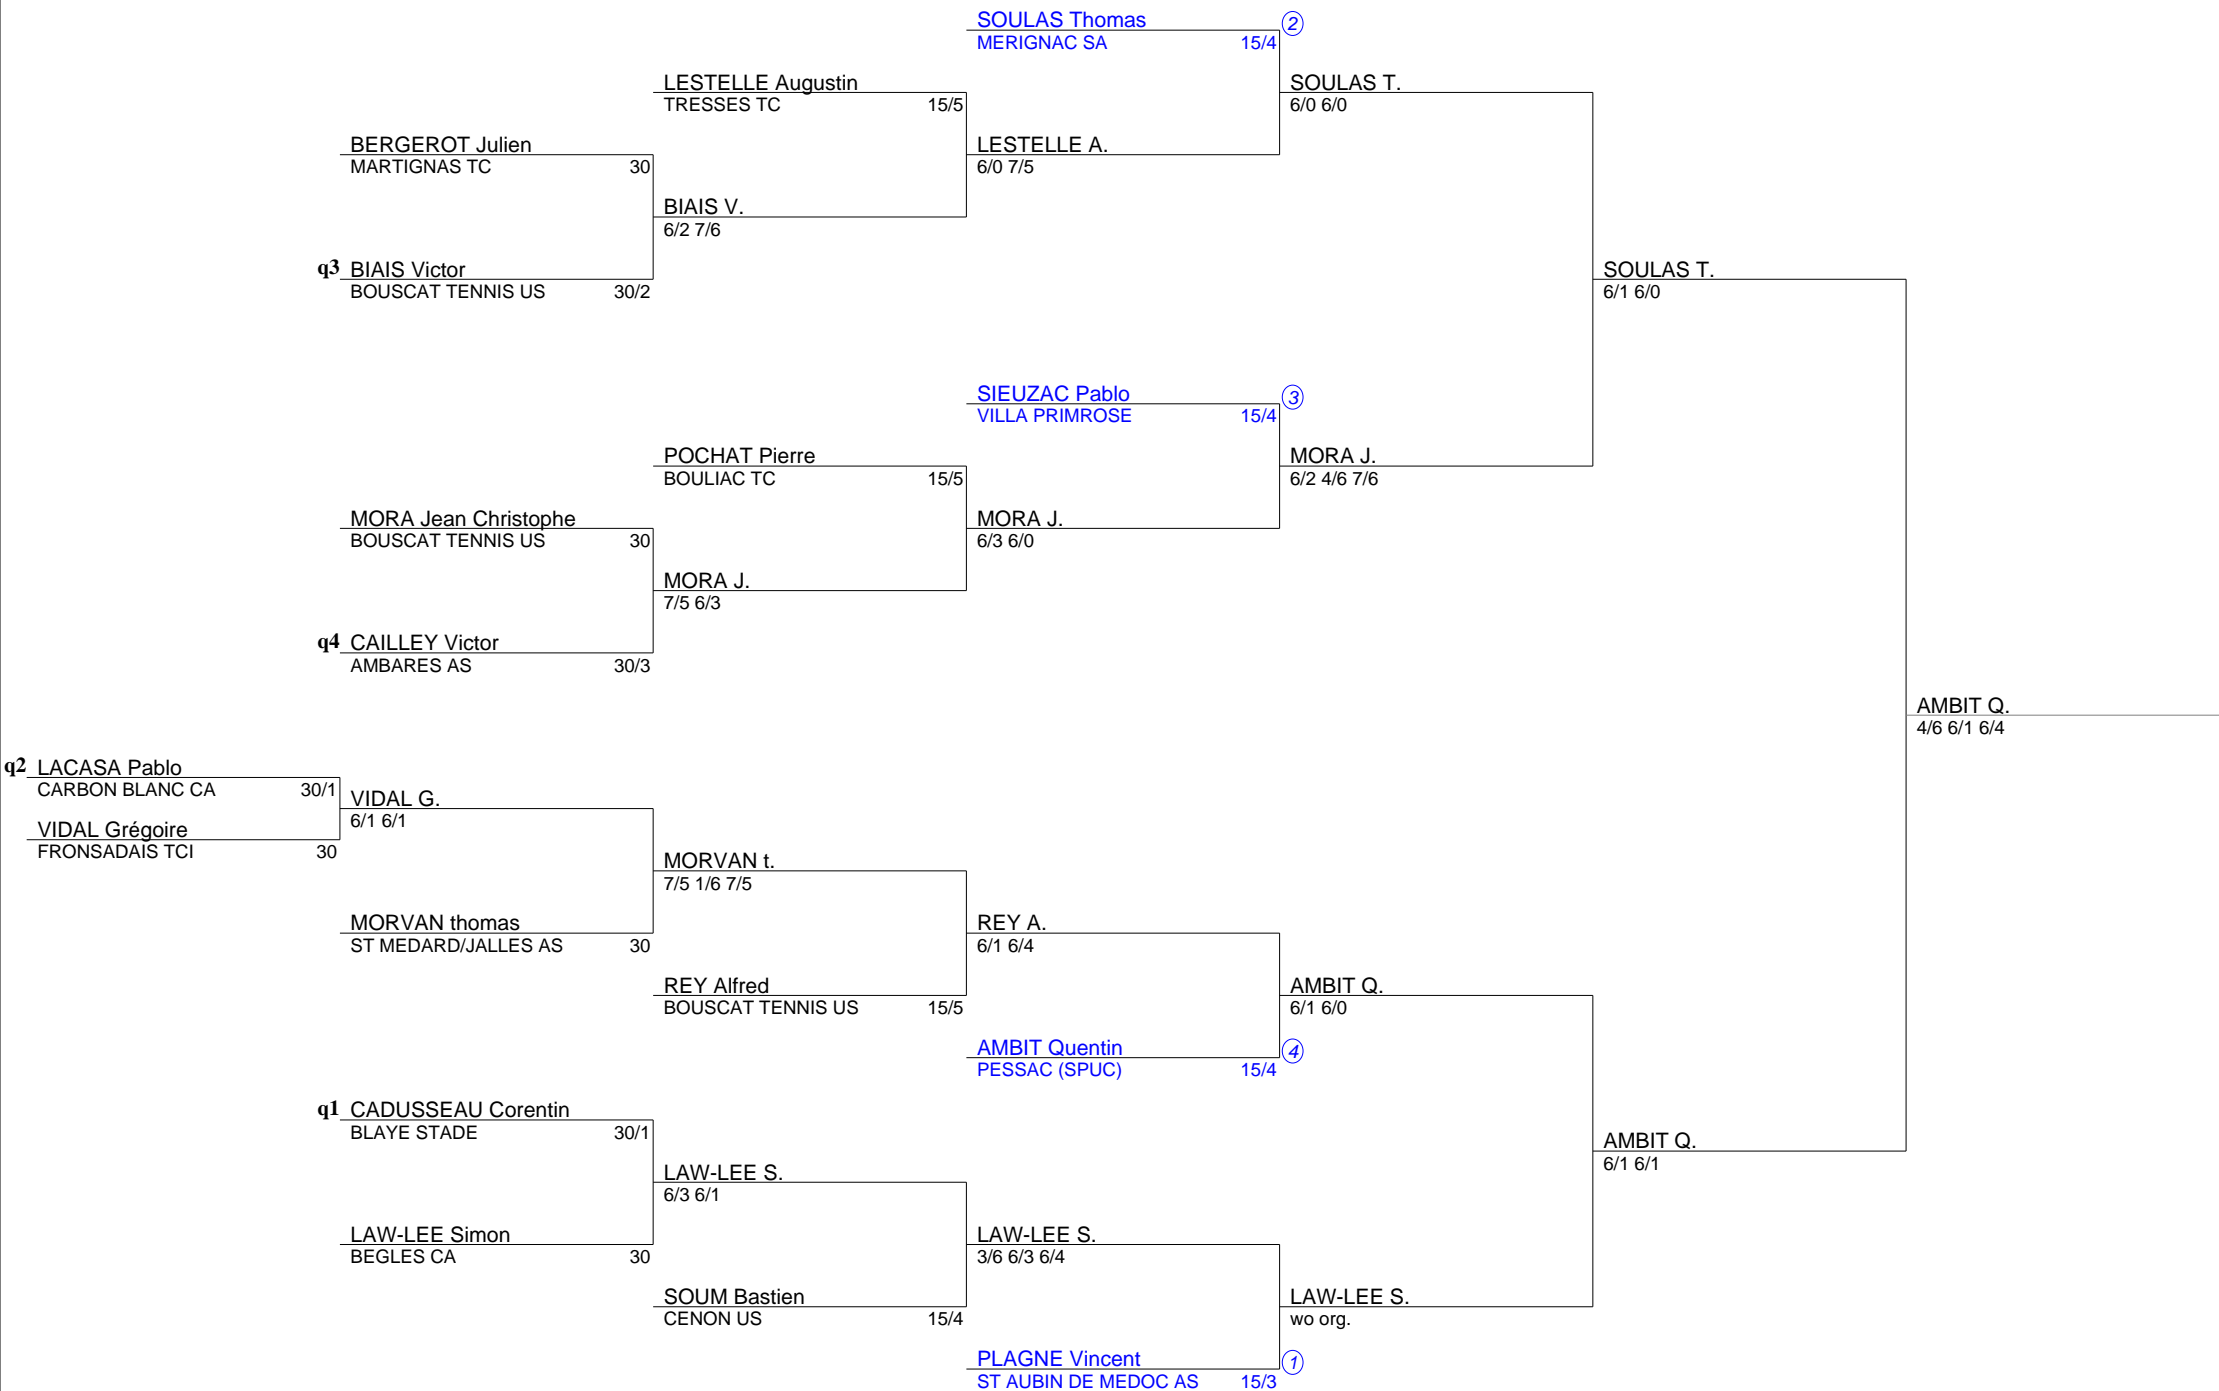 SOULAS Thomas 2
MERIGNAC SA 15/4
LESTELLE Augustin
TRESSES TC 15/5
SOULAS T.
6/0 6/0
BERGEROT Julien
MARTIGNAS TC 30
LESTELLE A.
6/0 7/5
BIAIS V.
6/2 7/6
q3 BIAIS Victor
BOUSCAT TENNIS US 30/2
SOULAS T.
6/1 6/0
SIEUZAC Pablo 3
VILLA PRIMROSE 15/4
POCHAT Pierre
BOULIAC TC 15/5
MORA J.
6/2 4/6 7/6
MORA Jean Christophe
BOUSCAT TENNIS US 30
MORA J.
6/3 6/0
MORA J.
7/5 6/3
q4 CAILLEY Victor
AMBARES AS 30/3
AMBIT Q.
4/6 6/1 6/4
q2 LACASA Pablo
CARBON BLANC CA 30/1
VIDAL G.
6/1 6/1
VIDAL Grégoire
FRONSADAIS TCI 30
MORVAN t.
7/5 1/6 7/5
MORVAN thomas
ST MEDARD/JALLES AS 30
REY A.
6/1 6/4
REY Alfred
BOUSCAT TENNIS US 15/5
AMBIT Q.
6/1 6/0
AMBIT Quentin 4
PESSAC (SPUC) 15/4
q1 CADUSSEAU Corentin
BLAYE STADE 30/1
AMBIT Q.
6/1 6/1
LAW-LEE S.
6/3 6/1
LAW-LEE Simon
BEGLES CA 30
LAW-LEE S.
3/6 6/3 6/4
SOUM Bastien
CENON US 15/4
LAW-LEE S.
wo org.
PLAGNE Vincent 1
ST AUBIN DE MEDOC AS 15/3